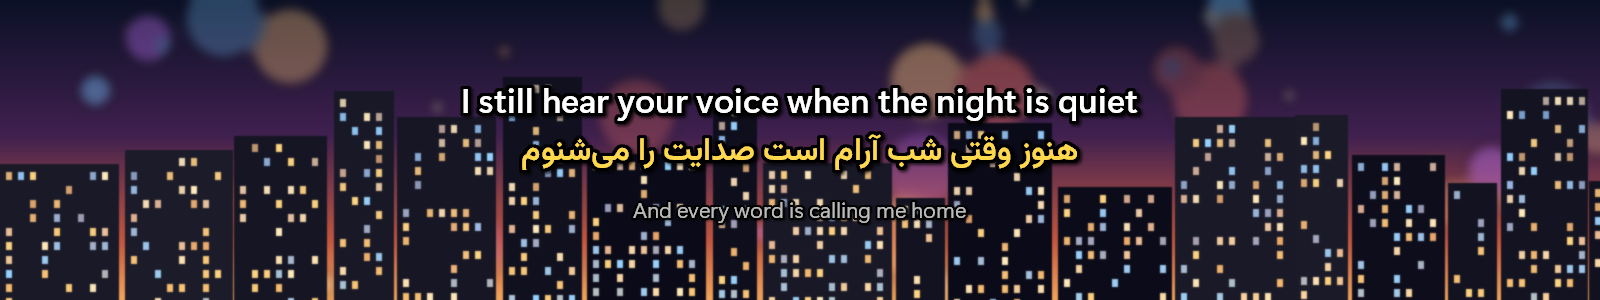 I still hear your voice when the night is quiet
هنوز وقتی شب آرام است صدایت را می‌شنوم
And every word is calling me home